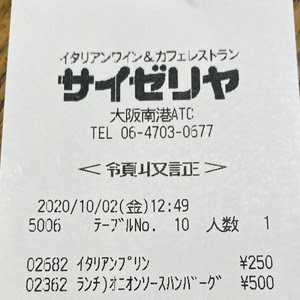 イタリアンワイン&カフェレストラン
サイゼリヤ
大阪南港ATC
TEL 06-4703-0677
<領収証>
2020/10/02(金)12:49
5006 テーブルNo. 10 人数 1
02682 イタリアンプリン ¥250
02362 ランチ)オニオンソースハンバーグ ¥500